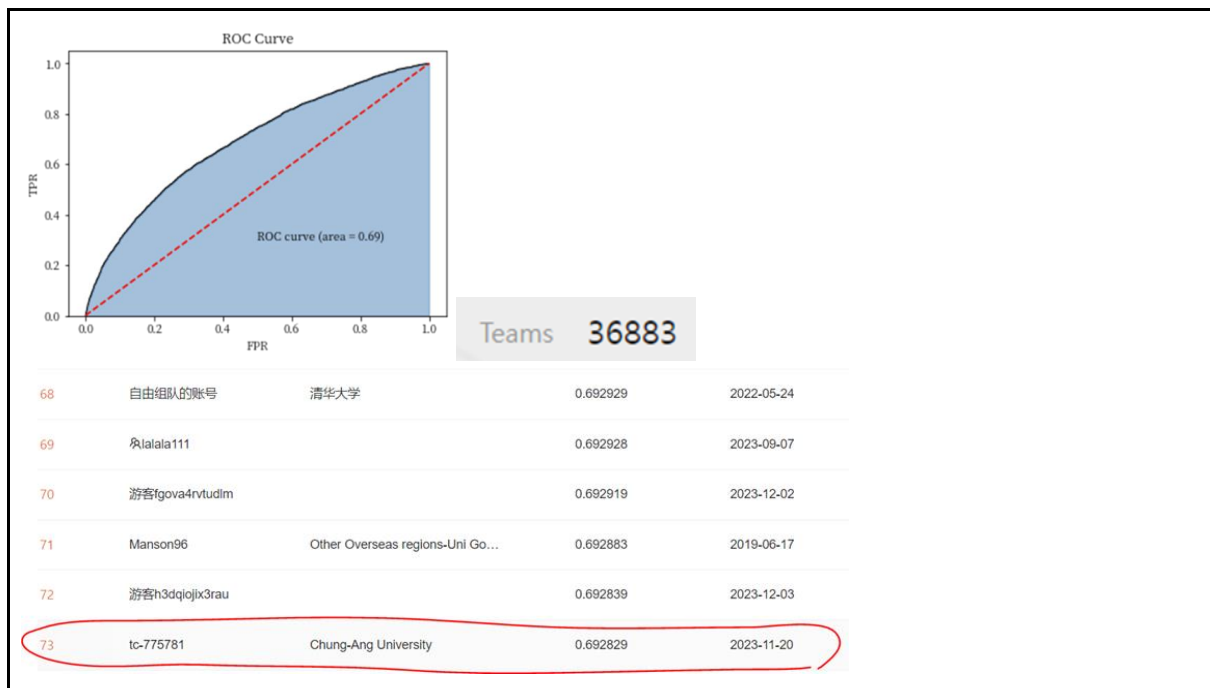 ROC Curve
1.0
0.8
0.6
0.4
0.2
0.0
TPR
ROC curve (area = 0.69)
0.0 0.2 0.4 0.6 0.8 1.0
FPR
Teams 36883
68 自由组队的账号 清华大学 0.692929 2022-05-24
69 lalala111 0.692928 2023-09-07
70 游客fgova4rvtudlm 0.692919 2023-12-02
71 Manson96 Other Overseas regions-Uni Go... 0.692883 2019-06-17
72 游客h3dqiojix3rau 0.692839 2023-12-03
73 tc-775781 Chung-Ang University 0.692829 2023-11-20